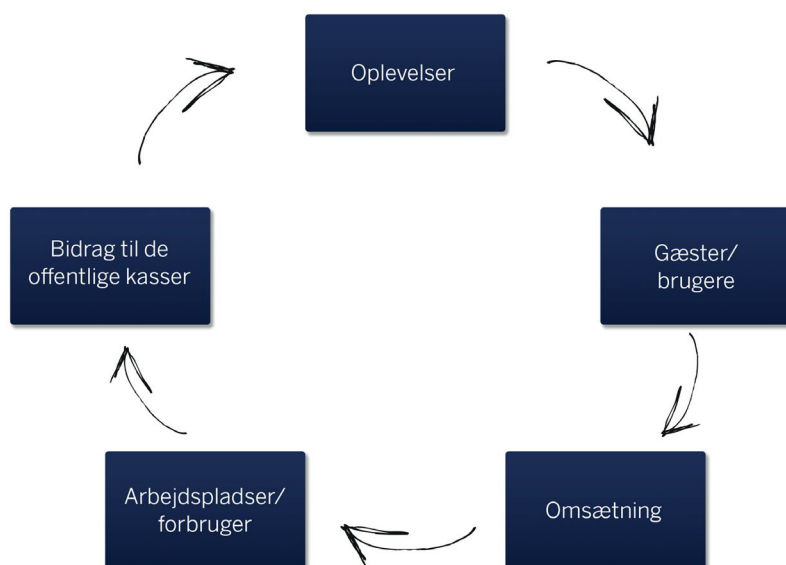 Oplevelser
Gæster/
brugere
Omsætning
Arbejdspladser/
forbruger
Bidrag til de
offentlige kasser